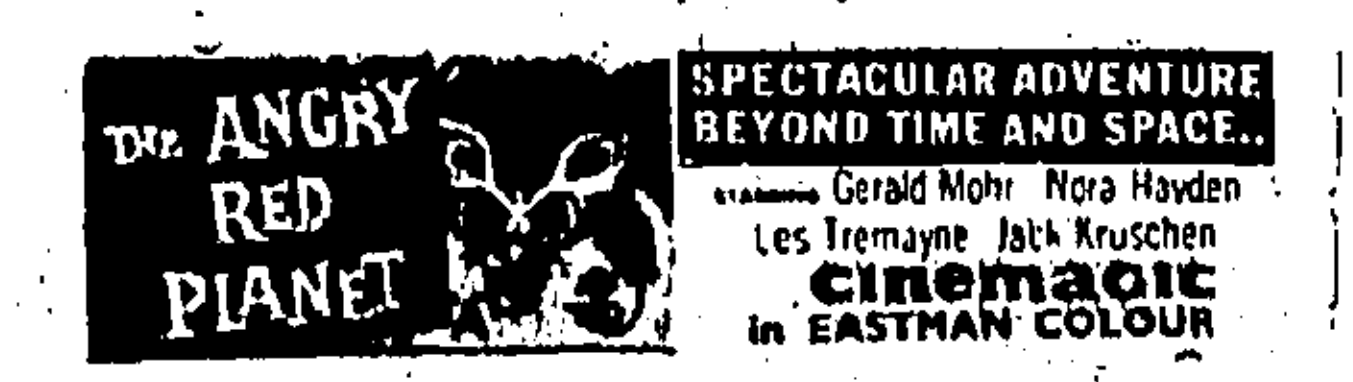 THE ANGRY
RED
PLANET
SPECTACULAR ADVENTURE
BEYOND TIME AND SPACE..
STARRING Gerald Mohr Nora Hayden
Les Tremayne Jack Kruschen
cinemagic
in EASTMAN COLOUR